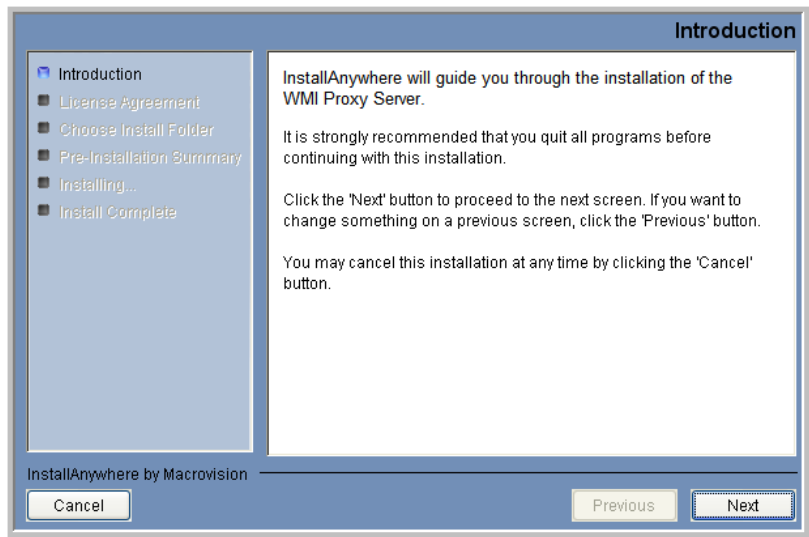 Introduction
Introduction
License Agreement
Choose Install Folder
Pre-Installation Summary
Installing...
Install Complete
InstallAnywhere will guide you through the installation of the
WMI Proxy Server.
It is strongly recommended that you quit all programs before
continuing with this installation.
Click the 'Next' button to proceed to the next screen. If you want to
change something on a previous screen, click the 'Previous' button.
You may cancel this installation at any time by clicking the 'Cancel'
button.
InstallAnywhere by Macrovision
Cancel
Previous
Next